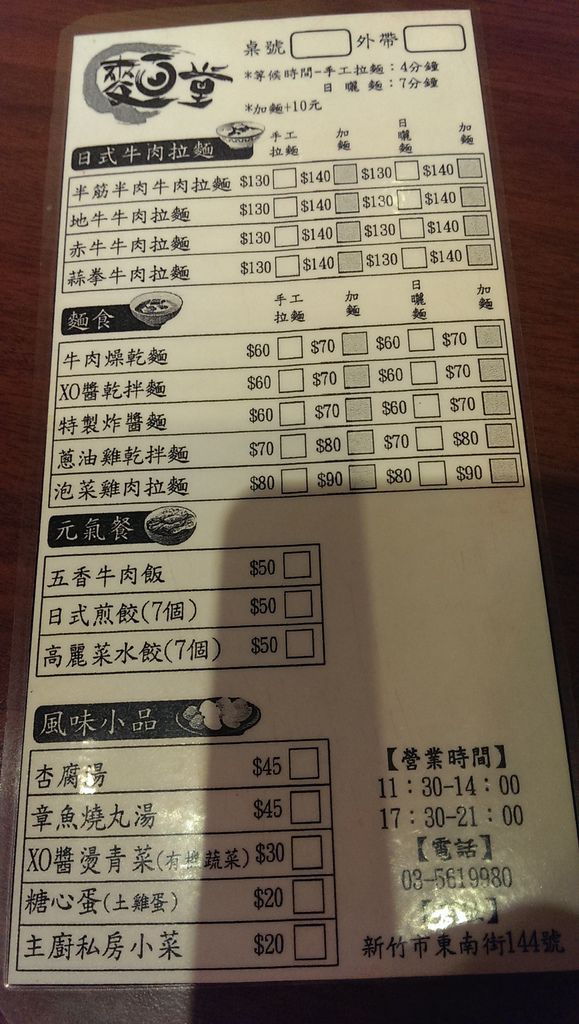 麵堂
桌號 外帶
*等候時間-手工拉麵：4分鐘
日曬麵：7分鐘
*加麵+10元
日式牛肉拉麵 手工拉麵 加麵 日曬麵 加麵
半筋半肉牛肉拉麵 $130 $140 $130 $140
地牛牛肉拉麵 $130 $140 $130 $140
赤牛牛肉拉麵 $130 $140 $130 $140
蒜拳牛肉拉麵 $130 $140 $130 $140
麵食 手工拉麵 加麵 日曬麵 加麵
牛肉燥乾麵 $60 $70 $60 $70
XO醬乾拌麵 $60 $70 $60 $70
特製炸醬麵 $60 $70 $60 $70
蔥油雞乾拌麵 $70 $80 $70 $80
泡菜雞肉拉麵 $80 $90 $80 $90
元氣餐
五香牛肉飯 $50
日式煎餃(7個) $50
高麗菜水餃(7個) $50
風味小品
杏腐湯 $45
章魚燒丸湯 $45
XO醬燙青菜(有機蔬菜) $30
糖心蛋(土雞蛋) $20
主廚私房小菜 $20
【營業時間】
11：30-14：00
17：30-21：00
【電話】
03-5619980
新竹市東南街144號